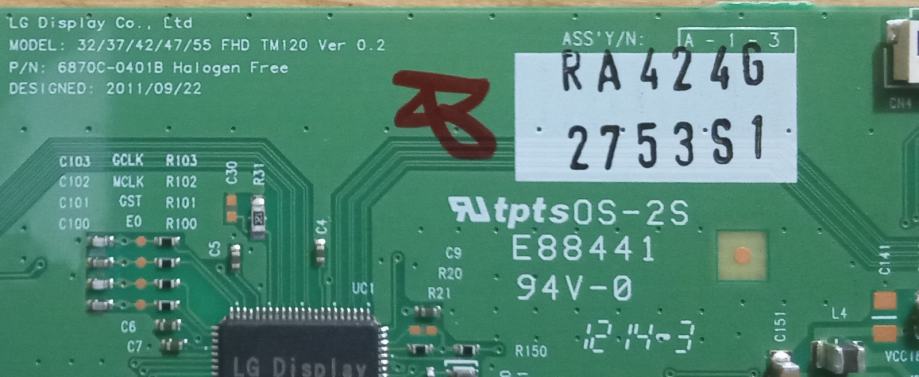 LG Display Co., Ltd
MODEL: 32/37/42/47/55 FHD TM120 Ver 0.2
P/N: 6870C-0401B Halogen Free
DESIGNED: 2011/09/22
ASS'Y/N: A - 1 - 3
RA424G
2753S1
CN4
C103 GCLK R103
C102 MCLK R102
C101 GST R101
C100 EO R100
C30
R31
C5
C4
tptsOS-2S
E88441
94V-0
12-14-3
C9
R20
R21
UC1
C6
C7
LG Display
R150
C151
L4
C141